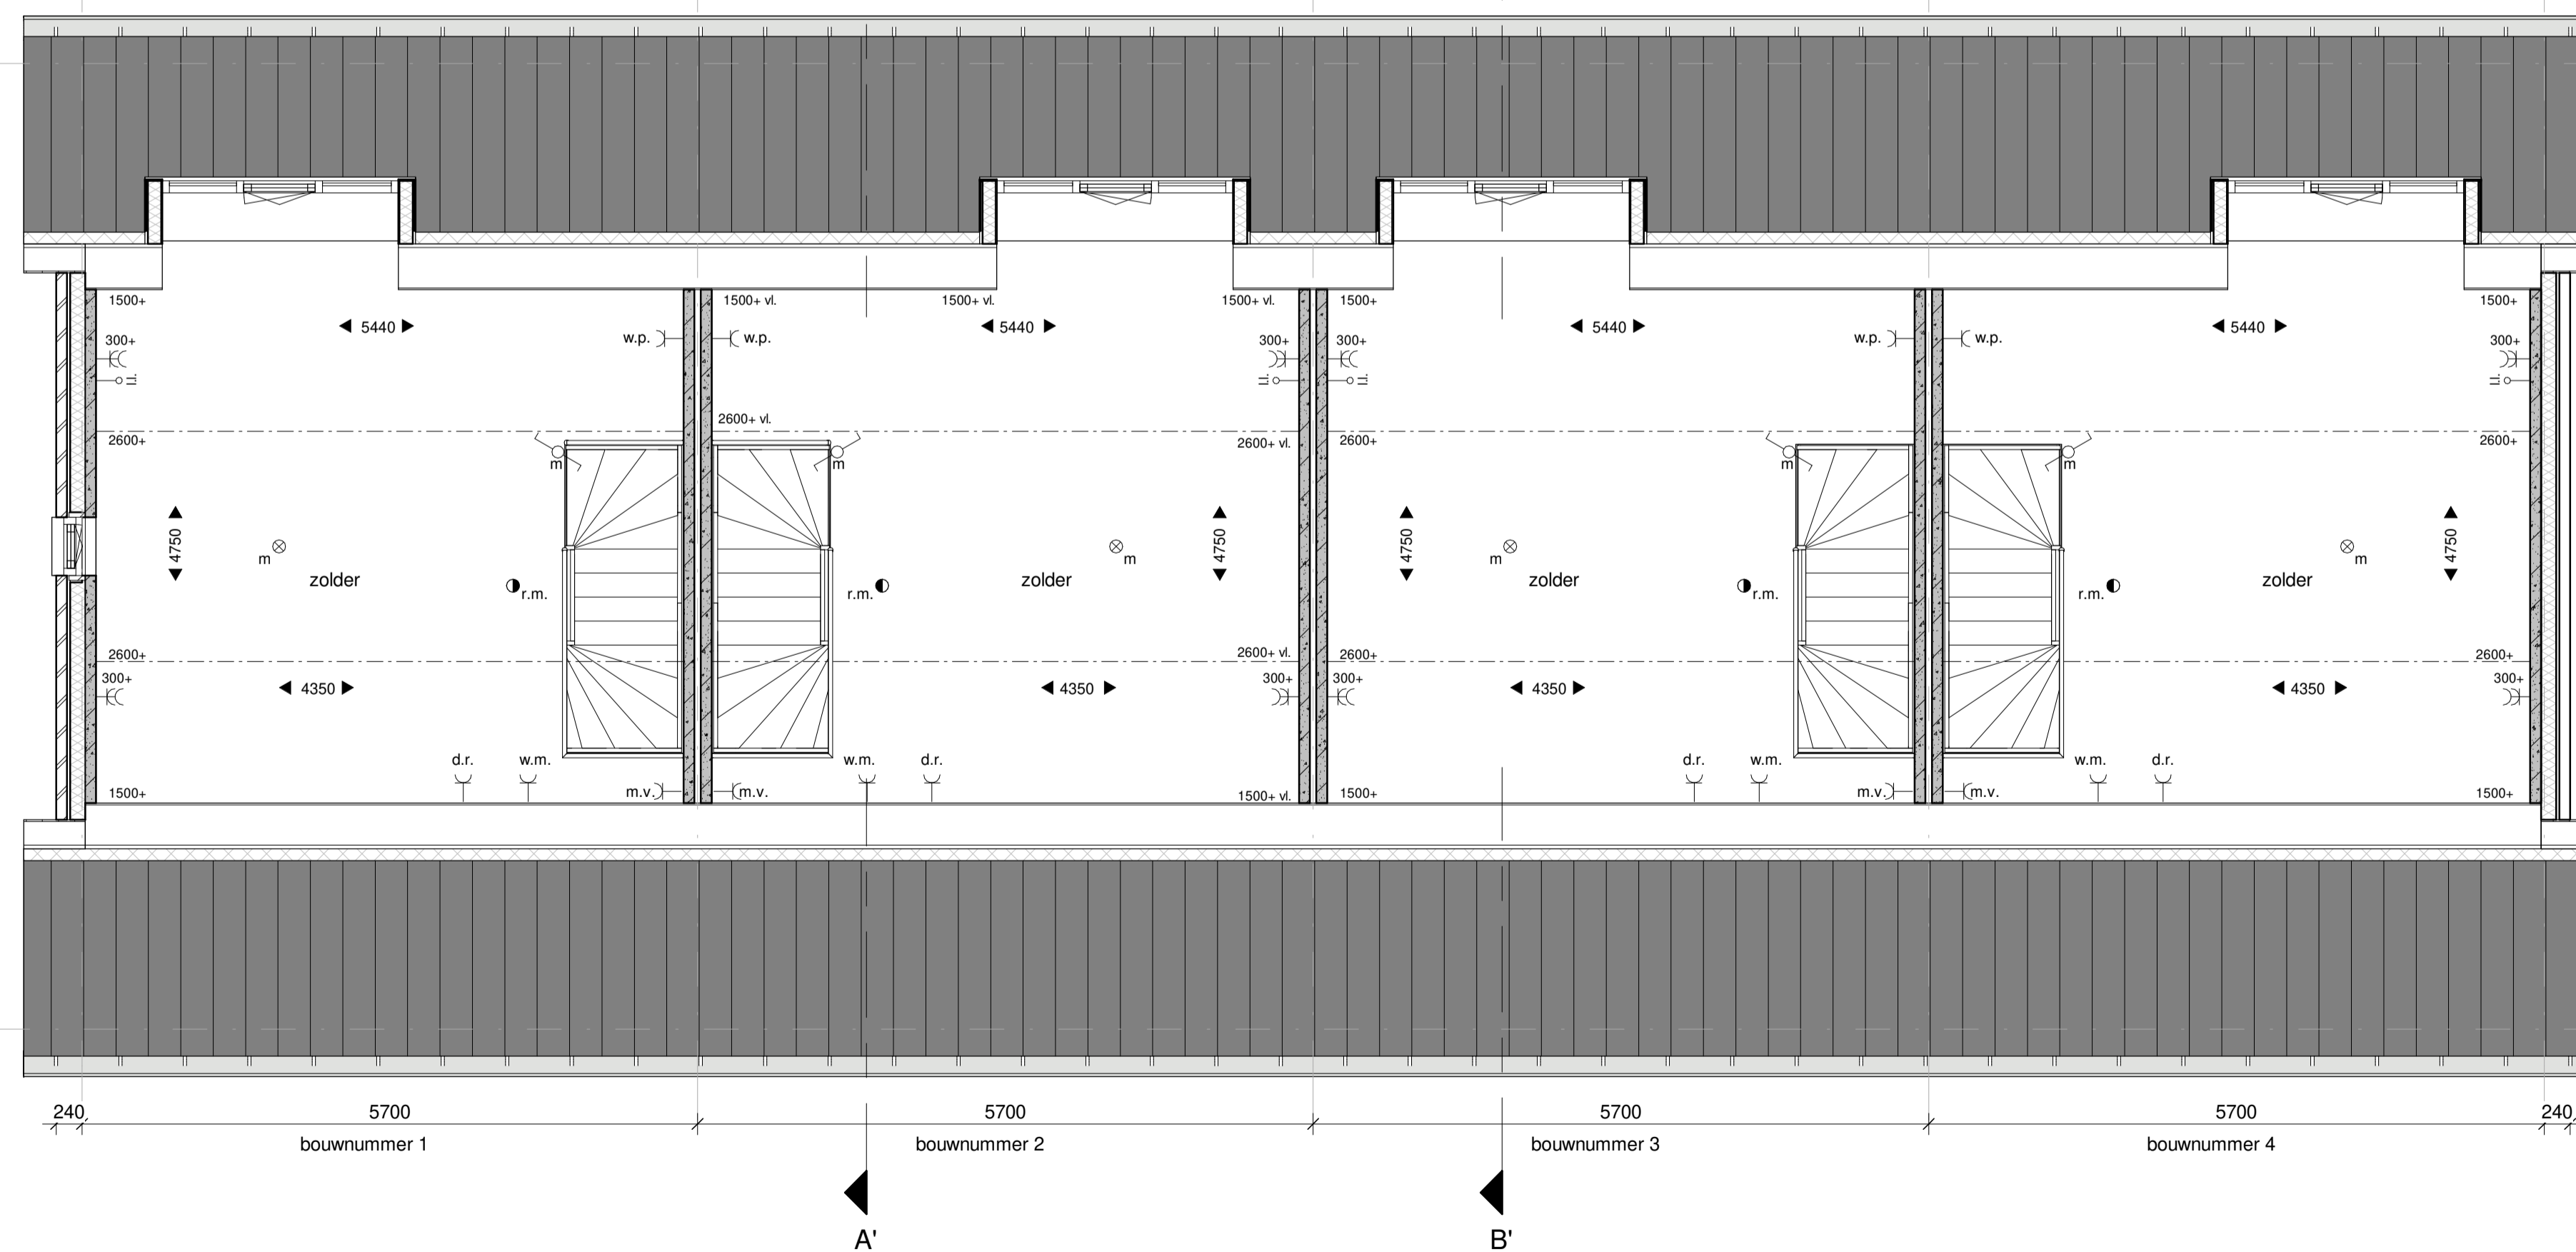 1500+ 1500+ vl. 1500+ vl. 1500+ vl. 1500+ 1500+
5440 5440 5440 5440
w.p. w.p. w.p. w.p.
300+ 300+ 300+ 300+
l.l. l.l. l.l. l.l.
2600+ vl.
2600+ 2600+ vl. 2600+ 2600+
m m m m
4750 4750 4750 4750
m m m m
zolder zolder zolder zolder
r.m. r.m. r.m. r.m.
2600+ 2600+ vl. 2600+ 2600+
300+ 300+ 300+ 300+
4350 4350 4350 4350
d.r. w.m. w.m. d.r. d.r. w.m. w.m. d.r.
1500+ m.v. m.v. 1500+ vl. 1500+ m.v. m.v. 1500+
240 5700 5700 5700 5700 240
bouwnummer 1 bouwnummer 2 bouwnummer 3 bouwnummer 4
A' B'